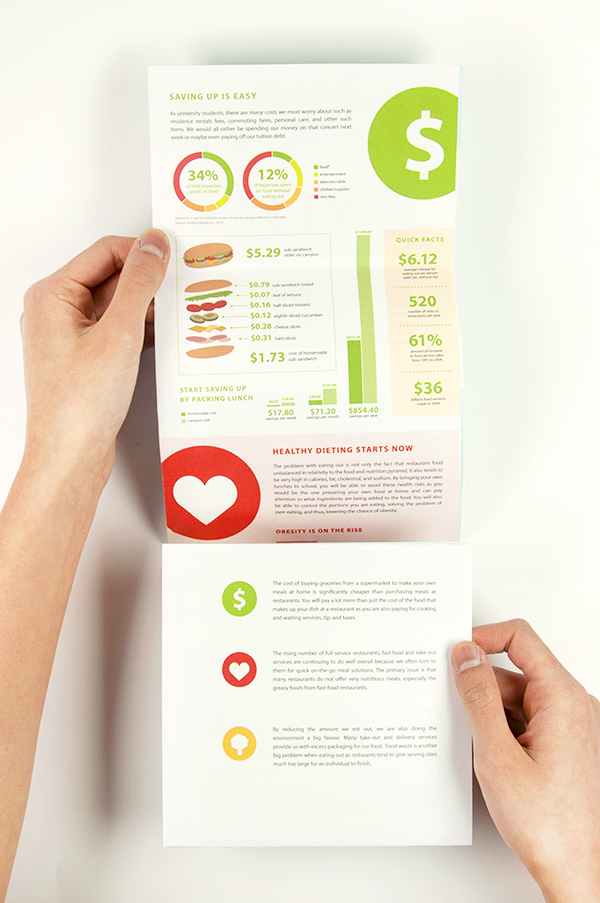 SAVING UP IS EASY
As university students, there are many costs we must worry about such as
residence rentals fees, commuting fares, personal care, and other such
items. We would all rather be spending our money on that concert next
week or maybe even paying off our tuition debt.
$
34%
of total expenses
spent on food
12%
of expenses spent
on food without
eating out
food*
entertainment
telecom/cable
clothes/supplies
rent fees
$5.29 sub sandwich
order on campus
$0.79 sub sandwich bread
$0.07 leaf of lettuce
$0.16 half sliced tomato
$0.12 eighth sliced cucumber
$0.28 cheese slices
$0.31 ham slices
$1.73 cost of homemade
sub sandwich
QUICK FACTS
$6.12
average cheque for
eating out per person
(with tax, without tip)
520
number of visits to
restaurants per year
61%
amount of increase
in food service sales
from 1991 to 2004
$36
billions food service
made in 2004
START SAVING UP
BY PACKING LUNCH
homemade cost
campus cost
$17.80
savings per week
$71.20
savings per month
$854.40
savings per year
HEALTHY DIETING STARTS NOW
The problem with eating out is not only the fact that restaurant food
unbalanced in relativity to the food and nutrition pyramid, it also tends to
be very high in calories, fat, cholestrol, and sodium. By bringing your own
lunches to school, you will be able to avoid these health risks as you
would be the one preparing your own food at home and can pay
attention to what ingredients are being added to the food. You will also
be able to control the portions you are eating, solving the problem of
over-eating, and thus, lowering the chance of obesity.
OBESITY IS ON THE RISE
$
The cost of buying groceries from a supermarket to make your own
meals at home is significantly cheaper than purchasing meals at
restaurants. You will pay a lot more than just the cost of the food that
makes up your dish at a restaurant as you are also paying for cooking
and waiting services, tip, and taxes.
The rising number of full service restaurants, fast-food and take-out
services are continuing to do well overall because we often turn to
them for quick on-the-go meal solutions. The primary issue is that
many restaurants do not offer very nutritious meals, especially the
greasy foods from fast food restaurants.
By reducing the amount we eat out, we are also doing the
environment a big favour. Many take-out and delivery services
provide us with excess packaging for our food. Food waste is another
big problem when eating out as resturants tend to give serving sizes
much too large for an individual to finish.